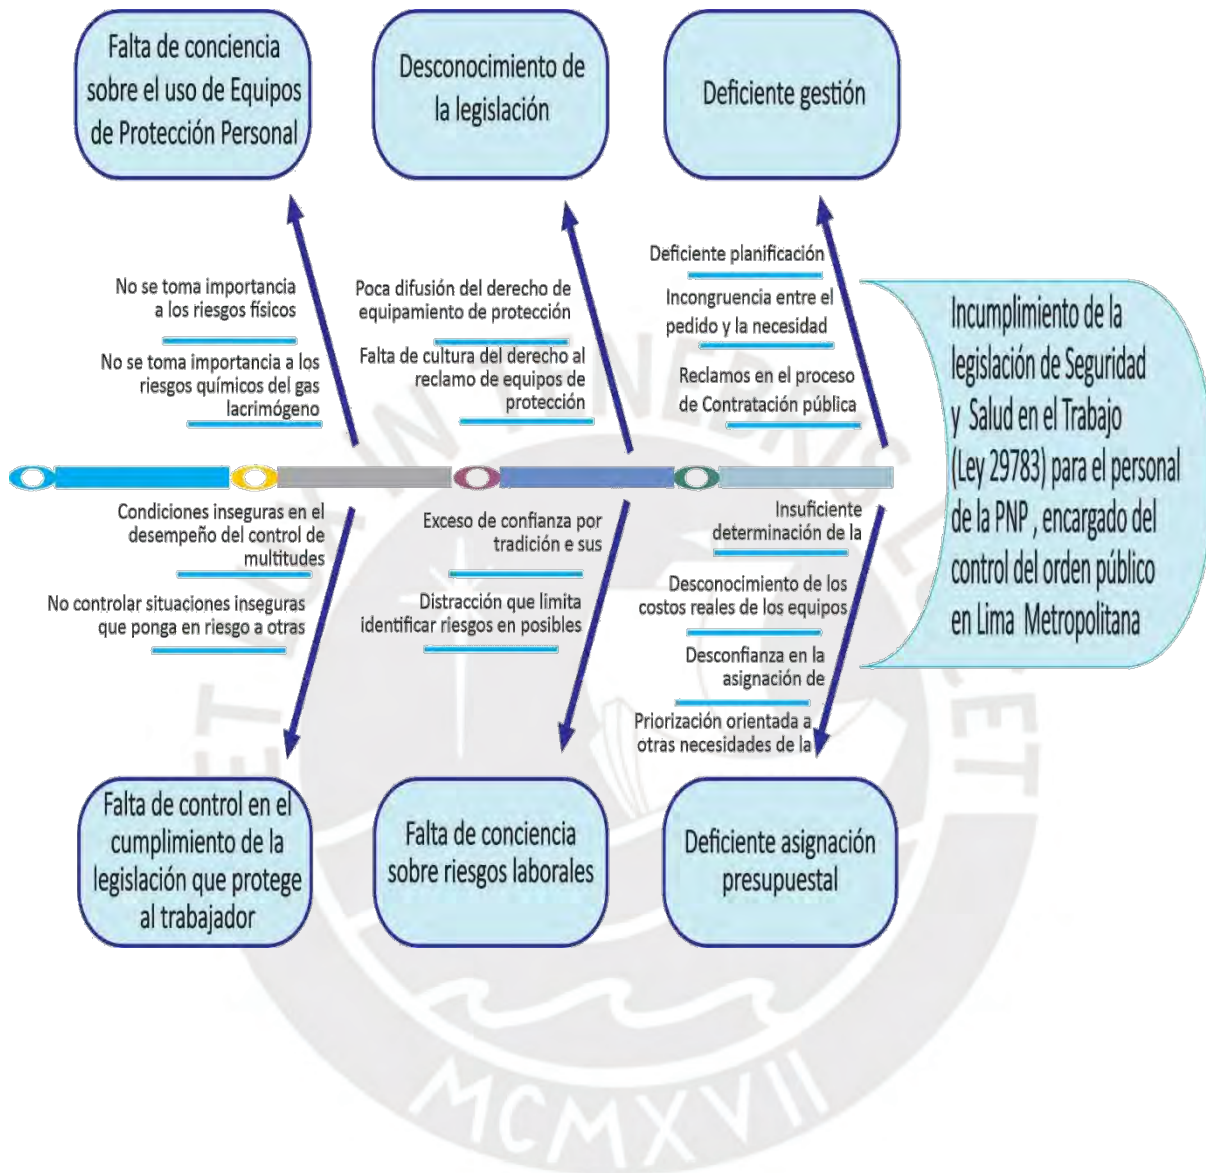 Falta de conciencia
sobre el uso de Equipos
de Protección Personal
Desconocimiento de
la legislación
Deficiente gestión
No se toma importancia
a los riesgos físicos
No se toma importancia a los
riesgos químicos del gas
lacrimógeno
Poca difusión del derecho de
equipamiento de protección
Falta de cultura del derecho al
reclamo de equipos de
protección
Deficiente planificación
Incongruencia entre el
pedido y la necesidad
Reclamos en el proceso
de Contratación pública
Incumplimiento de la
legislación de Seguridad
y Salud en el Trabajo
(Ley 29783) para el personal
de la PNP , encargado del
control del orden público
en Lima Metropolitana
Condiciones inseguras en el
desempeño del control de
multitudes
No controlar situaciones inseguras
que ponga en riesgo a otras
Exceso de confianza por
tradición e sus
Distracción que limita
identificar riesgos en posibles
Insuficiente
determinación de la
Desconocimiento de los
costos reales de los equipos
Desconfianza en la
asignación de
Priorización orientada a
otras necesidades de la
Falta de control en el
cumplimiento de la
legislación que protege
al trabajador
Falta de conciencia
sobre riesgos laborales
Deficiente asignación
presupuestal
ET LUX IN TENEBRIS LUCET
MCMXVII